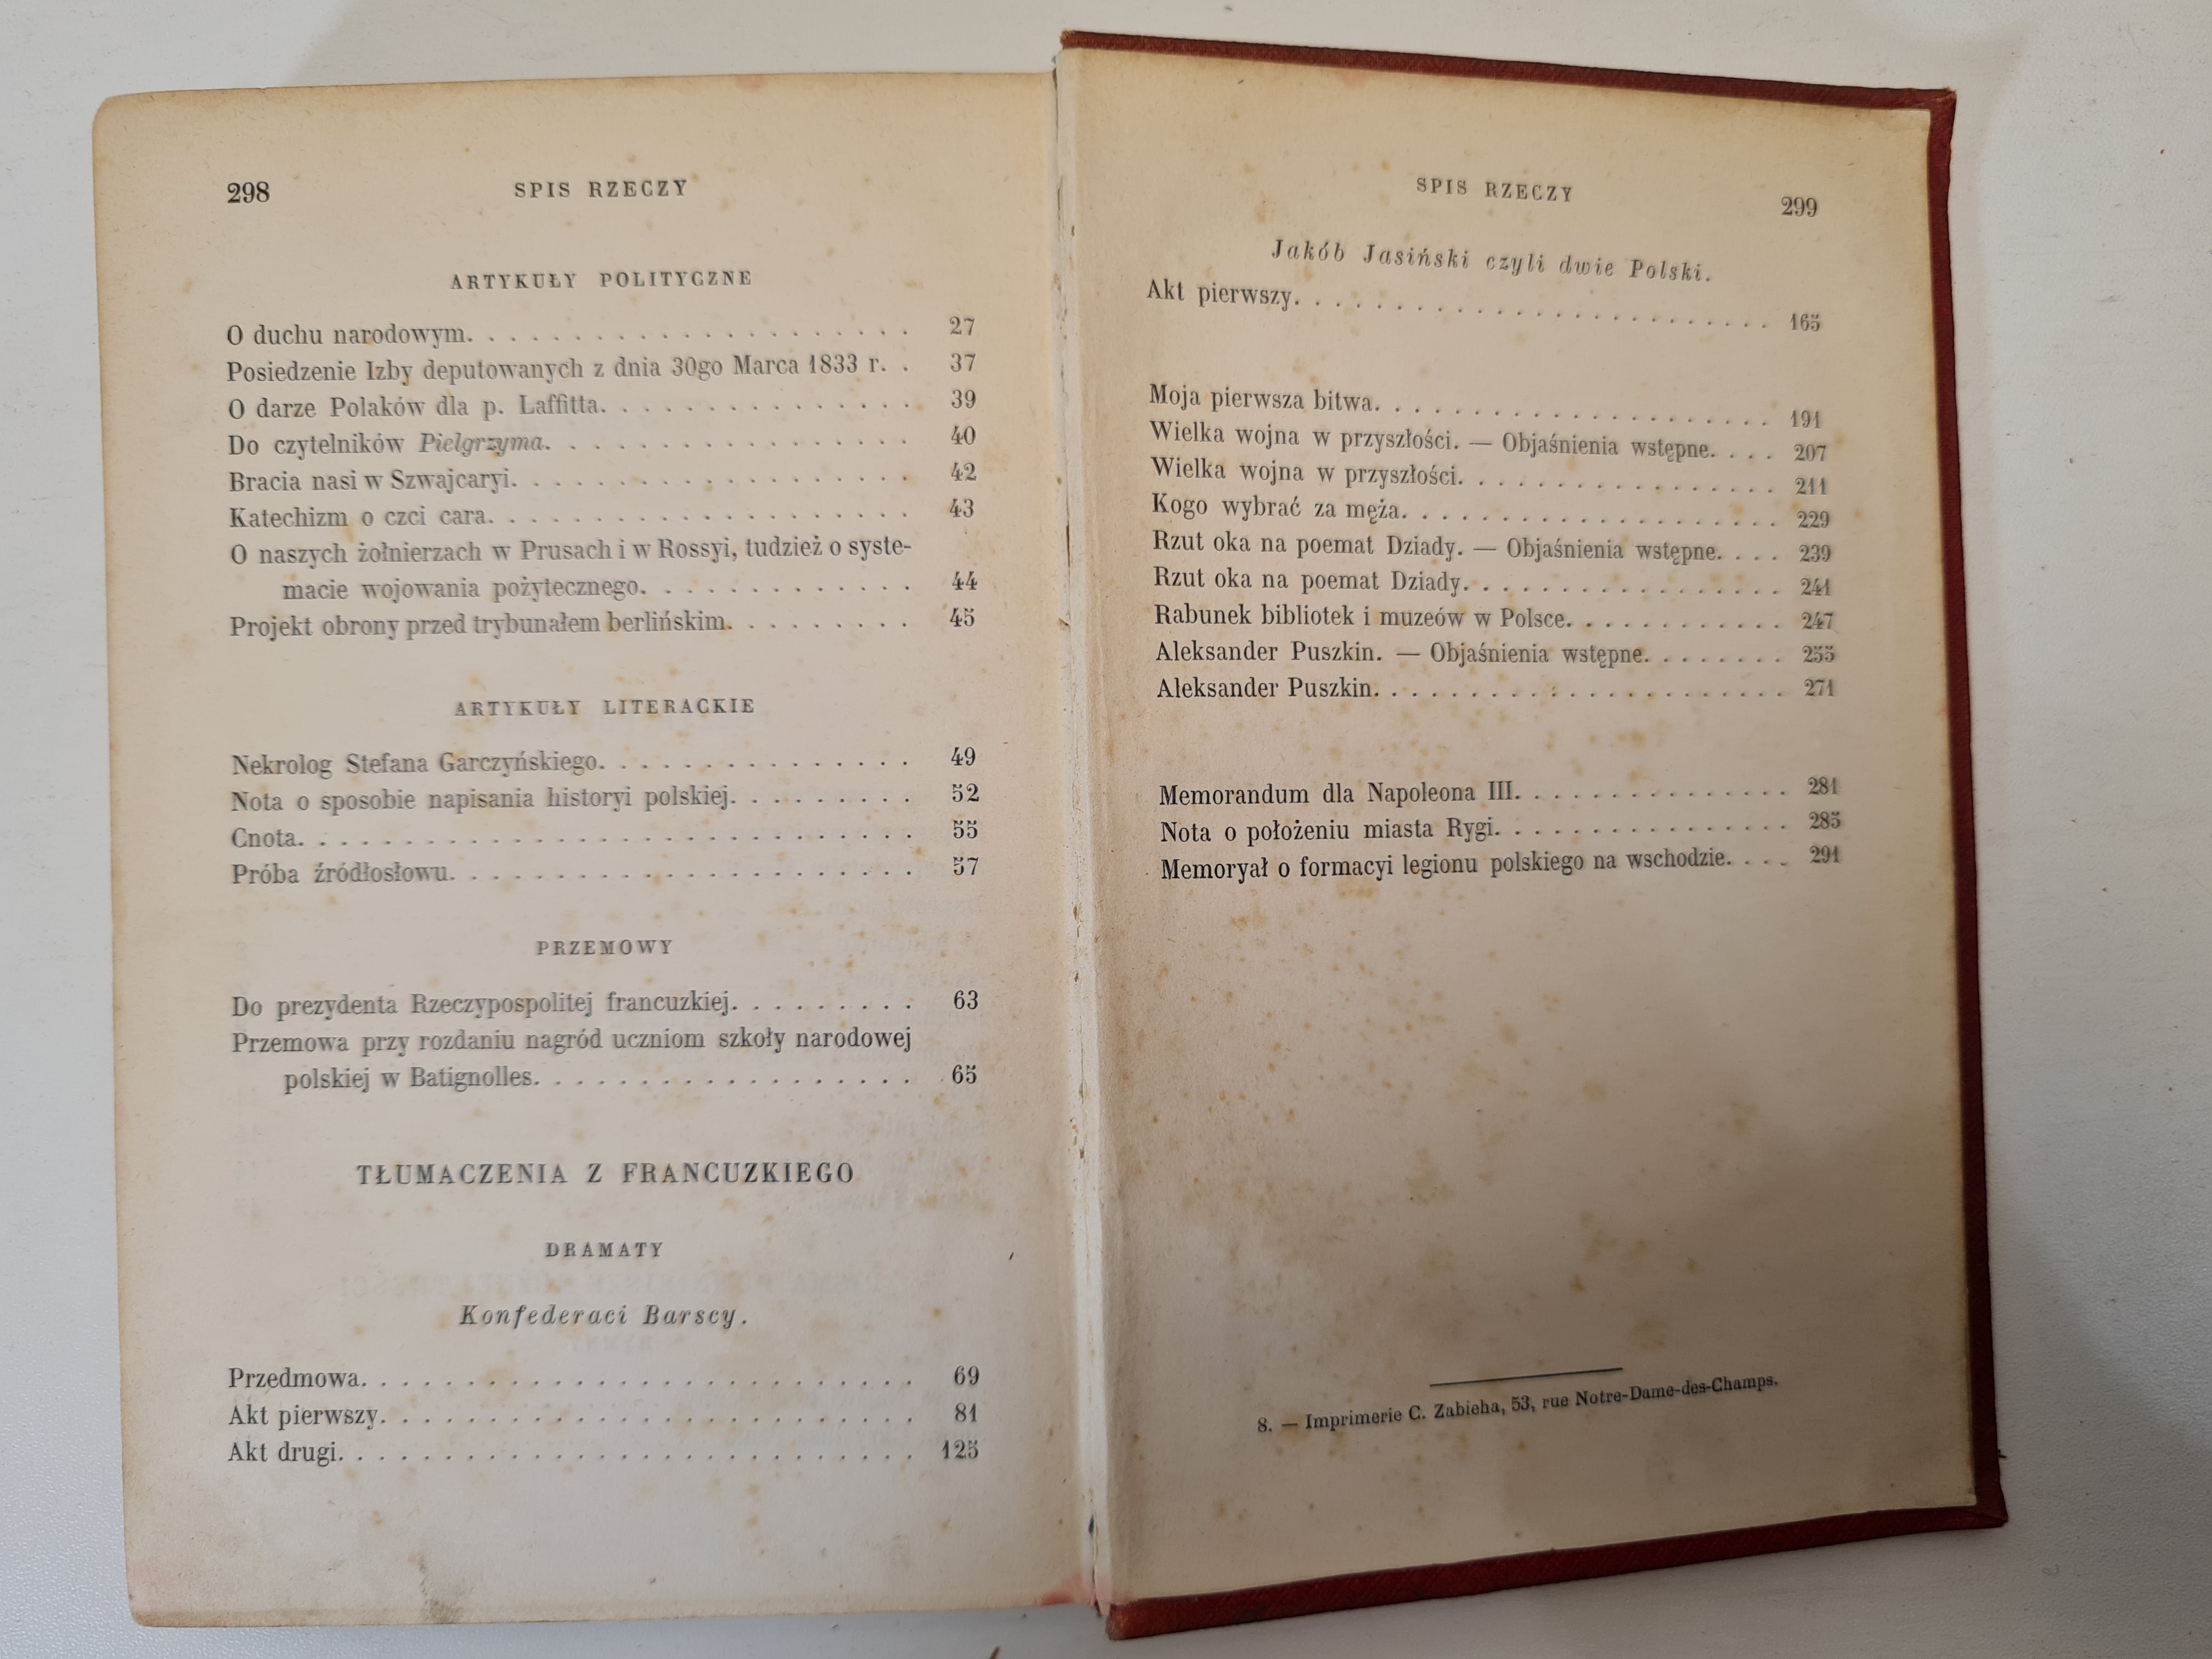 298
SPIS RZECZY
ARTYKUŁY POLITYCZNE
O duchu narodowym. . . . . . . . . . . . . . . . . . . . 27
Posiedzenie Izby deputowanych z dnia 30go Marca 1833 r. . 37
O darze Polaków dla p. Laffitta. . . . . . . . . . . . . . 39
Do czytelników Pielgrzyma. . . . . . . . . . . . . . . . 40
Bracia nasi w Szwajcaryi. . . . . . . . . . . . . . . . . . 42
Katechizm o czci cara. . . . . . . . . . . . . . . . . . . 43
O naszych żołnierzach w Prusach i w Rossyi, tudzież o syste-
macie wojowania pożytecznego. . . . . . . . . . . . . 44
Projekt obrony przed trybunałem berlińskim. . . . . . . . . 45
ARTYKUŁY LITERACKIE
Nekrolog Stefana Garczyńskiego. . . . . . . . . . . . . . 49
Nota o sposobie napisania historyi polskiej. . . . . . . . . 52
Cnota. . . . . . . . . . . . . . . . . . . . . . . . . . . 55
Próba źródłosłowu. . . . . . . . . . . . . . . . . . . . . 57
PRZEMOWY
Do prezydenta Rzeczypospolitej francuzkiej. . . . . . . . . 63
Przemowa przy rozdaniu nagród uczniom szkoły narodowej
polskiej w Batignolles. . . . . . . . . . . . . . . . . . 65
TŁUMACZENIA Z FRANCUZKIEGO
DRAMATY
Konfederaci Barscy.
Przedmowa. . . . . . . . . . . . . . . . . . . . . . . . . 69
Akt pierwszy. . . . . . . . . . . . . . . . . . . . . . . . 81
Akt drugi. . . . . . . . . . . . . . . . . . . . . . . . . . 125
SPIS RZECZY
299
Jakób Jasiński czyli dwie Polski.
Akt pierwszy. . . . . . . . . . . . . . . . . . . . . . . . 165
Moja pierwsza bitwa. . . . . . . . . . . . . . . . . . . . 191
Wielka wojna w przyszłości. — Objaśnienia wstępne. . . . 207
Wielka wojna w przyszłości. . . . . . . . . . . . . . . . 211
Kogo wybrać za męża. . . . . . . . . . . . . . . . . . . 229
Rzut oka na poemat Dziady. — Objaśnienia wstępne. . . . 239
Rzut oka na poemat Dziady. . . . . . . . . . . . . . . . 241
Rabunek bibliotek i muzeów w Polsce. . . . . . . . . . . 247
Aleksander Puszkin. — Objaśnienia wstępne. . . . . . . . 255
Aleksander Puszkin. . . . . . . . . . . . . . . . . . . . . 271
Memorandum dla Napoleona III. . . . . . . . . . . . . . . 281
Nota o położeniu miasta Rygi. . . . . . . . . . . . . . . . 285
Memoryał o formacyi legionu polskiego na wschodzie. . . . 291
8. — Imprimerie C. Zabieha, 53, rue Notre-Dame-des-Champs.